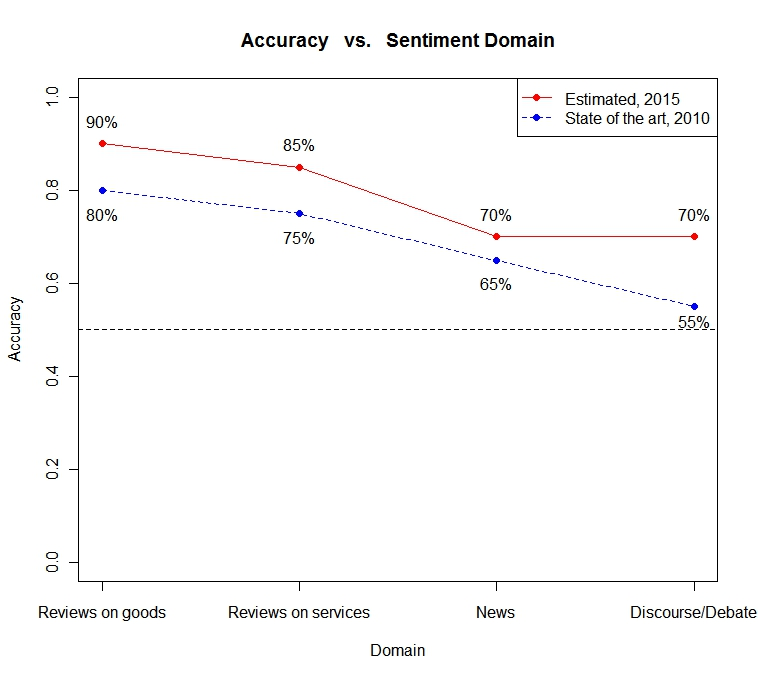 Accuracy vs. Sentiment Domain
Estimated, 2015
State of the art, 2010
90%
85%
70%
70%
80%
75%
65%
55%
1.0
0.8
0.6
0.4
0.2
0.0
Accuracy
Reviews on goods
Reviews on services
News
Discourse/Debate
Domain